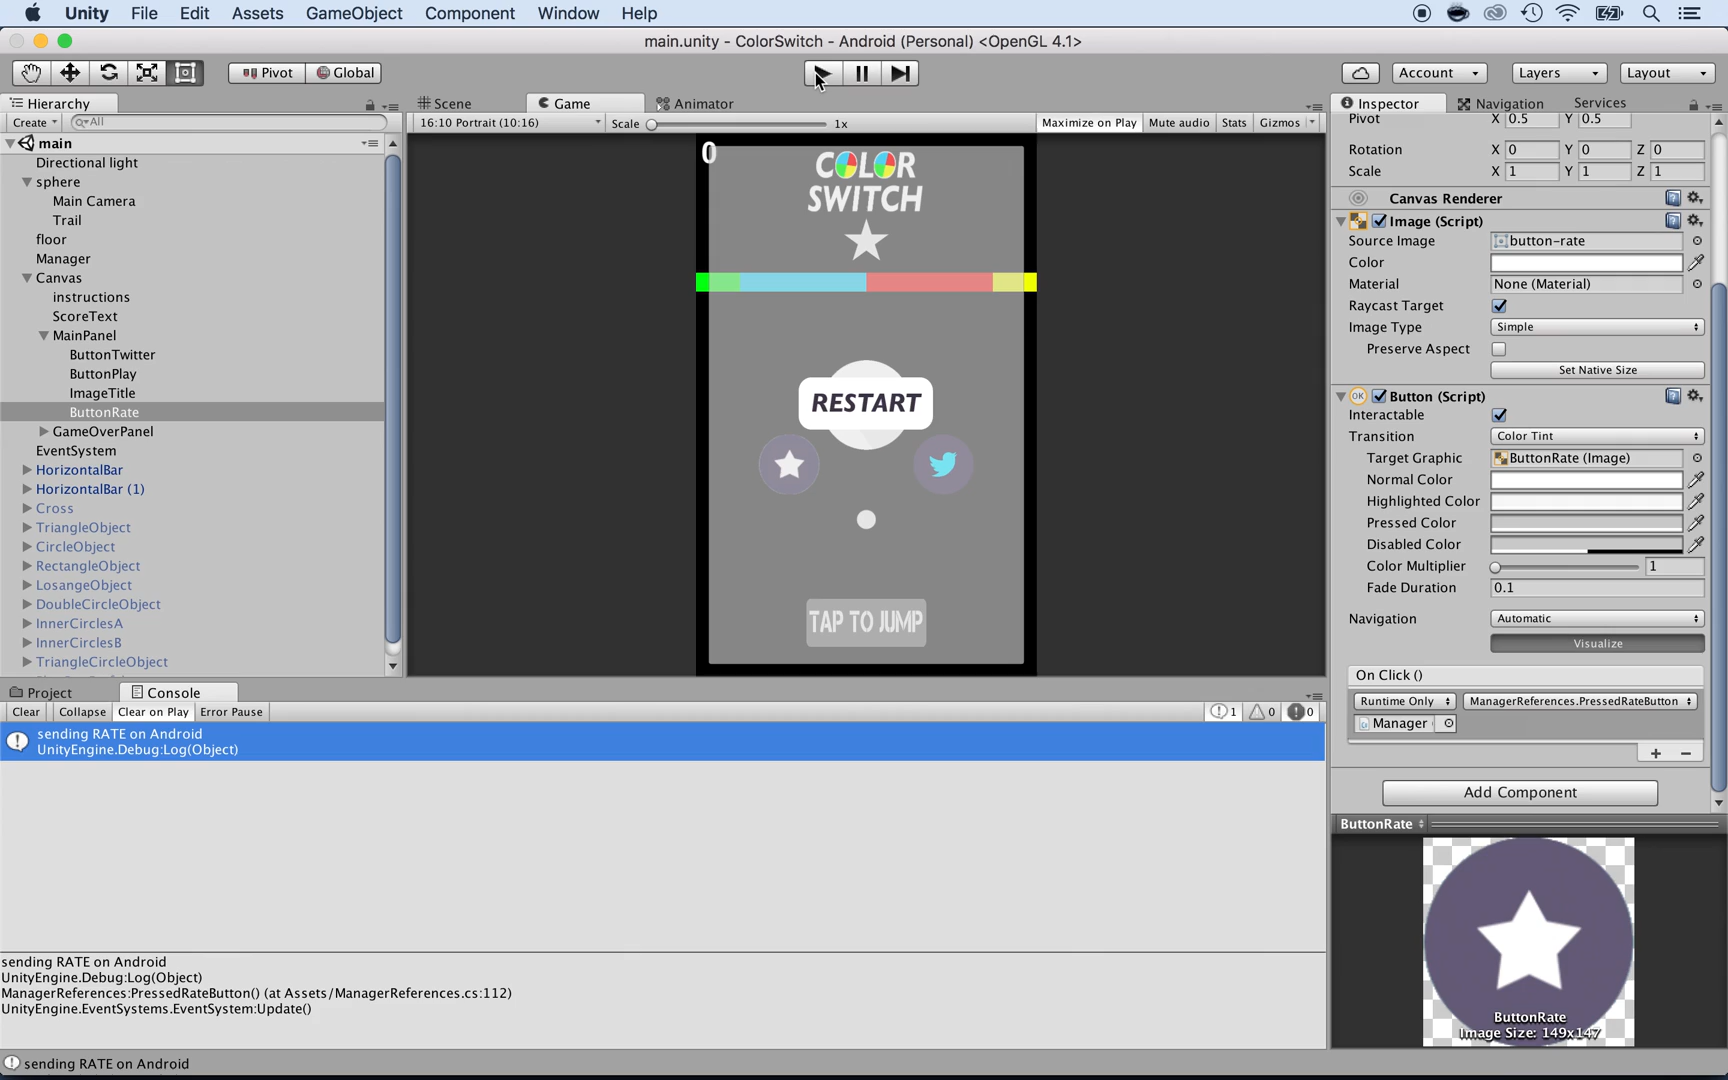 Unity File Edit Assets GameObject Component Window Help
main.unity - ColorSwitch - Android (Personal) <OpenGL 4.1>
Pivot Global Account Layers Layout
Hierarchy
Create All
main
Directional light
sphere
Main Camera
Trail
floor
Manager
Canvas
instructions
ScoreText
MainPanel
ButtonTwitter
ButtonPlay
ImageTitle
ButtonRate
GameOverPanel
EventSystem
HorizontalBar
HorizontalBar (1)
Cross
TriangleObject
CircleObject
RectangleObject
LosangeObject
DoubleCircleObject
InnerCirclesA
InnerCirclesB
TriangleCircleObject
Scene Game Animator
16:10 Portrait (10:16) Scale 1x Maximize on Play Mute audio Stats Gizmos
0
COLOR
SWITCH
RESTART
TAP TO JUMP
Inspector Navigation Services
Pivot X 0.5 Y 0.5
Rotation X 0 Y 0 Z 0
Scale X 1 Y 1 Z 1
Canvas Renderer
Image (Script)
Source Image button-rate
Color
Material None (Material)
Raycast Target
Image Type Simple
Preserve Aspect
Set Native Size
OK Button (Script)
Interactable
Transition Color Tint
Target Graphic ButtonRate (Image)
Normal Color
Highlighted Color
Pressed Color
Disabled Color
Color Multiplier 1
Fade Duration 0.1
Navigation Automatic
Visualize
On Click ()
Runtime Only ManagerReferences.PressedRateButton
Manager
+ −
Add Component
ButtonRate
ButtonRate
Image Size: 149x147
Project Console
Clear Collapse Clear on Play Error Pause 1 0 0
sending RATE on Android
UnityEngine.Debug:Log(Object)
sending RATE on Android
UnityEngine.Debug:Log(Object)
ManagerReferences:PressedRateButton() (at Assets/ManagerReferences.cs:112)
UnityEngine.EventSystems.EventSystem:Update()
sending RATE on Android